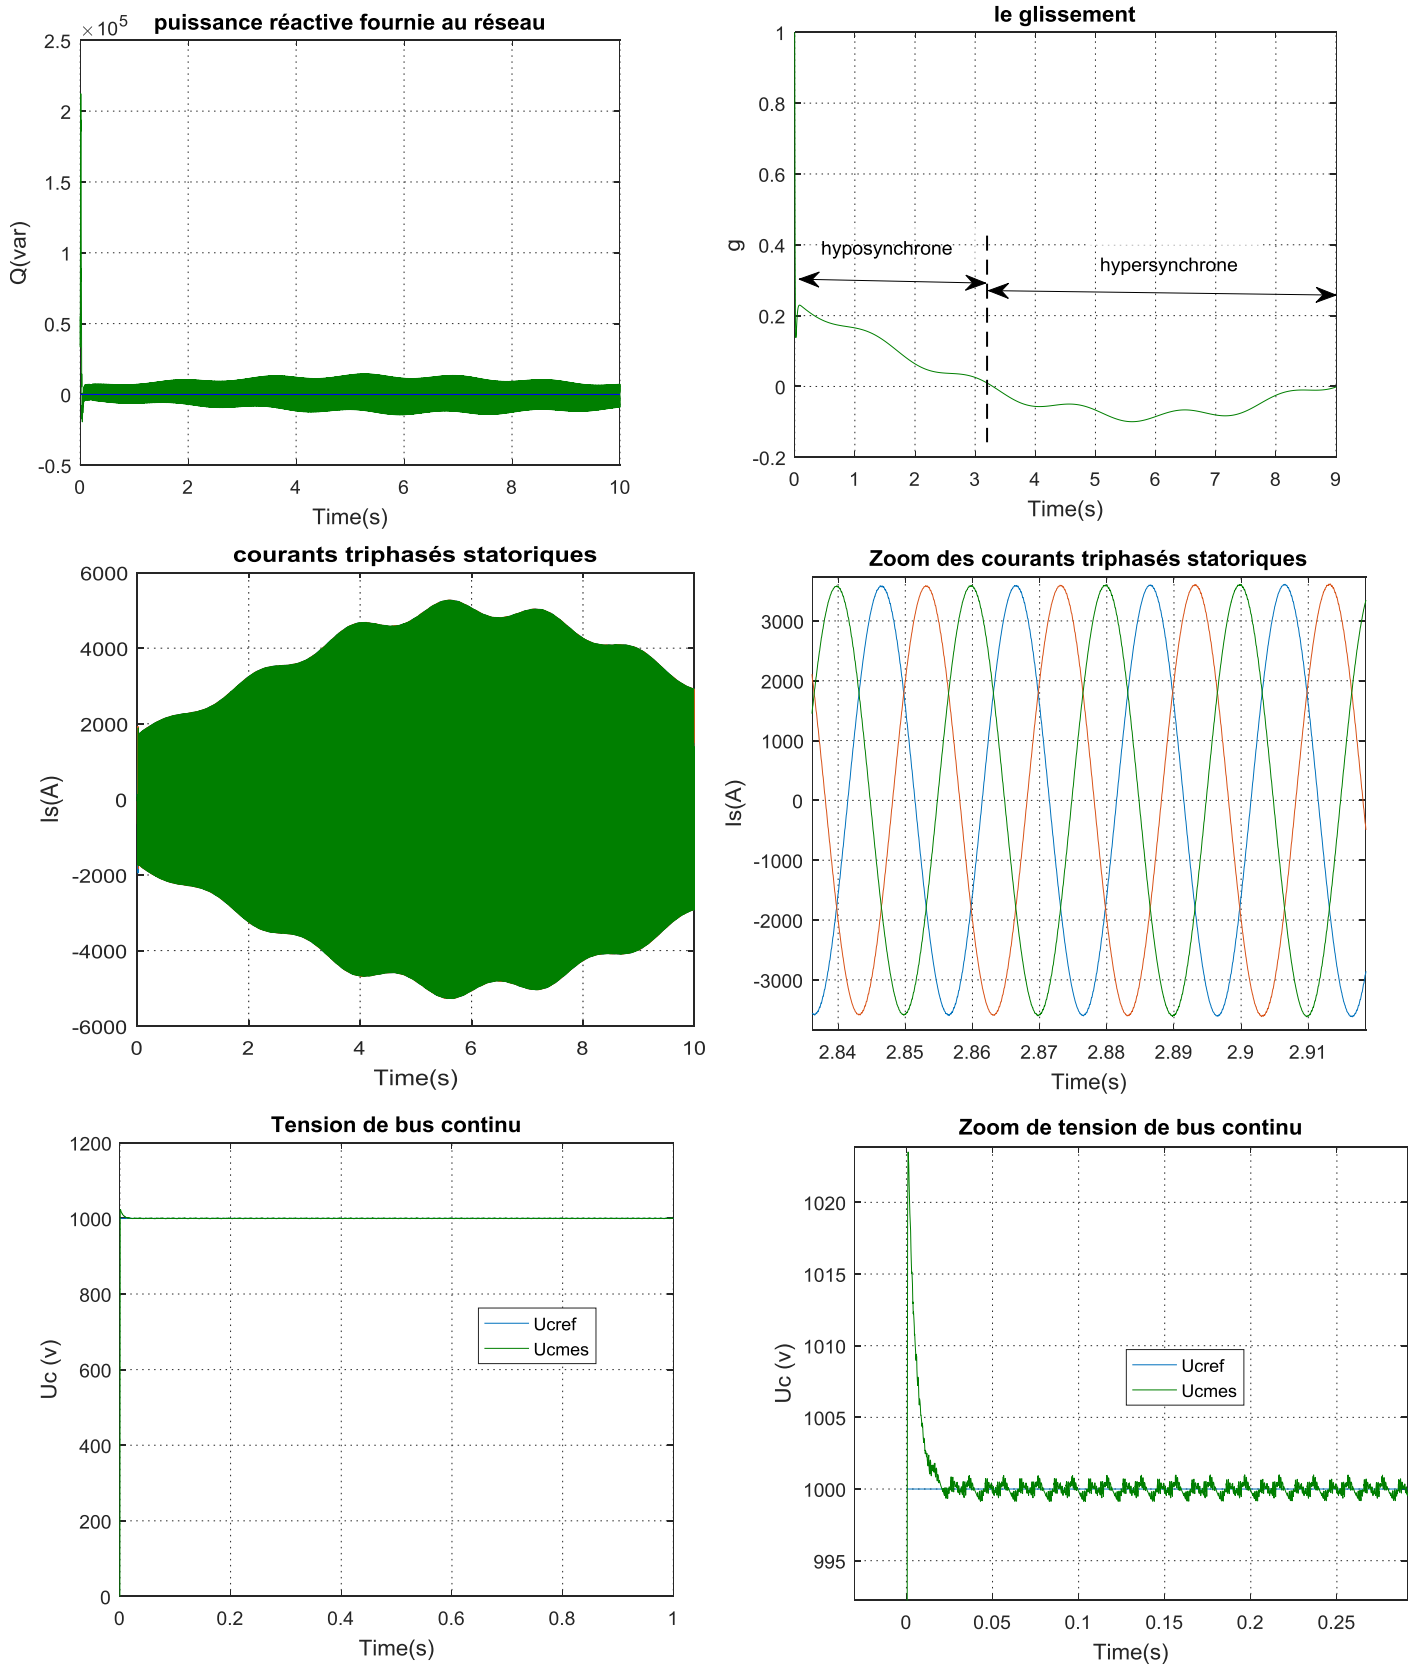 puissance réactive fournie au réseau
× 10^5
2.5
2
1.5
1
0.5
0
-0.5
Q(var)
0 2 4 6 8 10
Time(s)
le glissement
1
0.8
0.6
0.4
0.2
0
-0.2
g
hyposynchrone
hypersynchrone
0 1 2 3 4 5 6 7 8 9
Time(s)
courants triphasés statoriques
6000
4000
2000
0
-2000
-4000
-6000
Is(A)
0 2 4 6 8 10
Time(s)
Zoom des courants triphasés statoriques
3000
2000
1000
0
-1000
-2000
-3000
Is(A)
2.84 2.85 2.86 2.87 2.88 2.89 2.9 2.91
Time(s)
Tension de bus continu
1200
1000
800
600
400
200
0
Uc (v)
Ucref
Ucmes
0 0.2 0.4 0.6 0.8 1
Time(s)
Zoom de tension de bus continu
1020
1015
1010
1005
1000
995
Uc (v)
Ucref
Ucmes
0 0.05 0.1 0.15 0.2 0.25
Time(s)